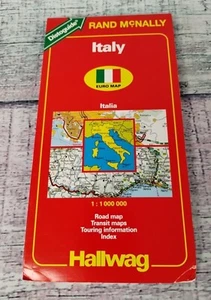 Distoguide
RAND McNALLY
Italy
EURO MAP
Italia
1 : 1 000 000
Road map
Transit maps
Touring information
Index
Hallwag